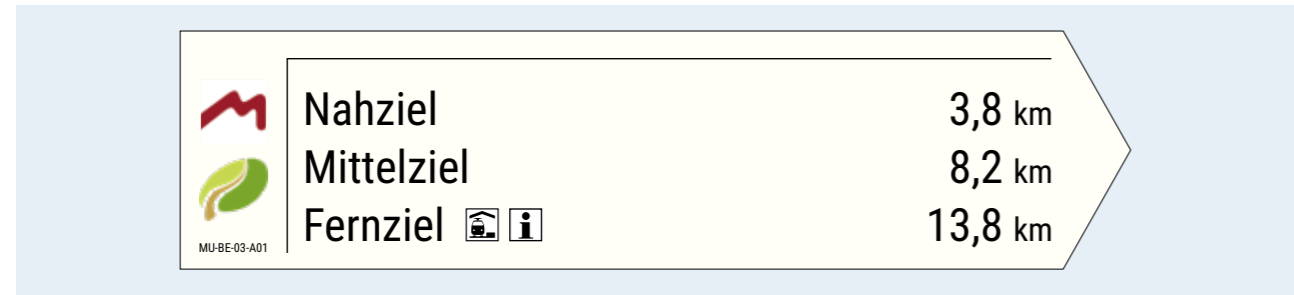 Nahziel 3,8 km
Mittelziel 8,2 km
Fernziel i 13,8 km
MU-BE-03-A01